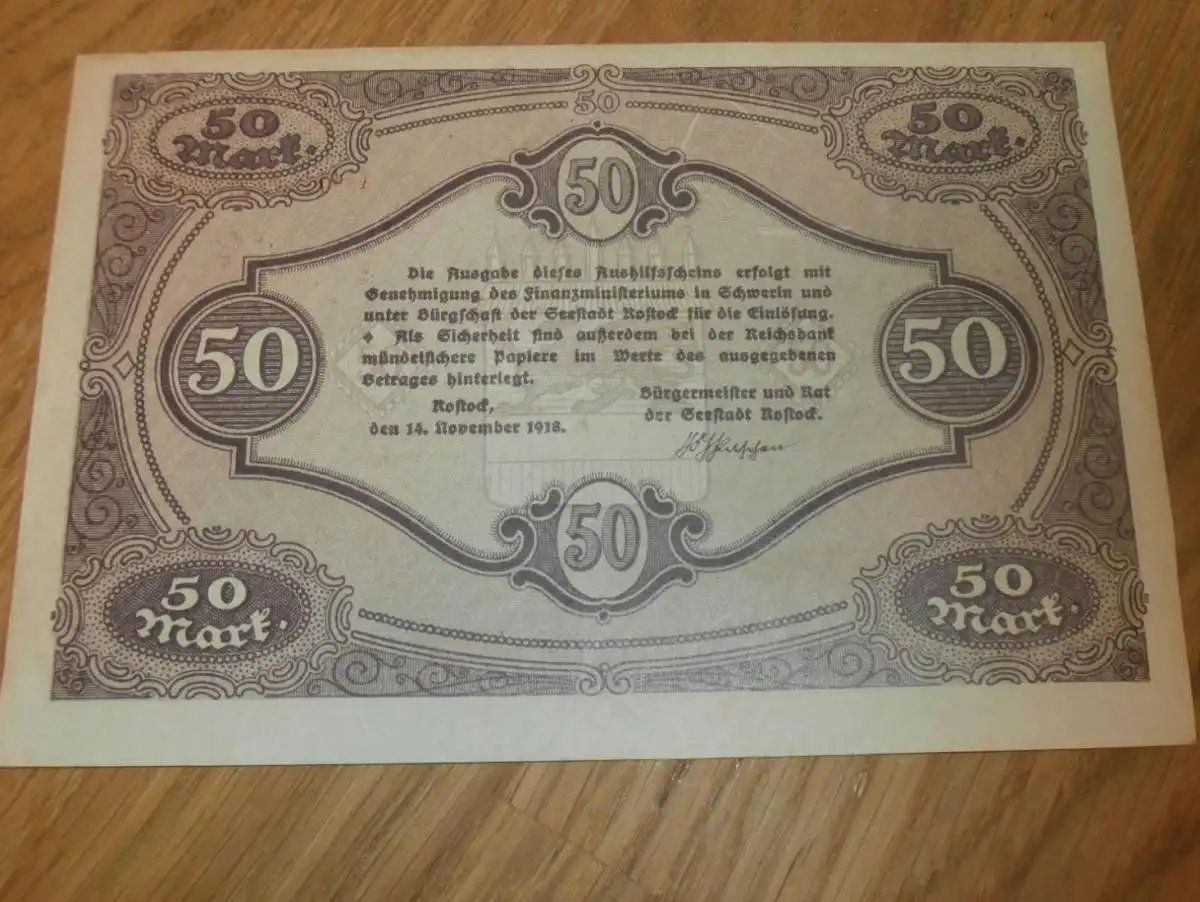 50
50 Mark.
50 Mark.
50
Die Ausgabe dieses Aushilfsscheins erfolgt mit
Genehmigung des Finanzministeriums in Schwerin und
unter Bürgschaft der Seestadt Rostock für die Einlösung.
Als Sicherheit sind außerdem bei der Reichsbank
mündelsichere Papiere im Werte des ausgegebenen
Betrages hinterlegt.
50
50
Rostock,
den 14. November 1918.
Bürgermeister und Rat
der Seestadt Rostock.
50
50 Mark.
50 Mark.